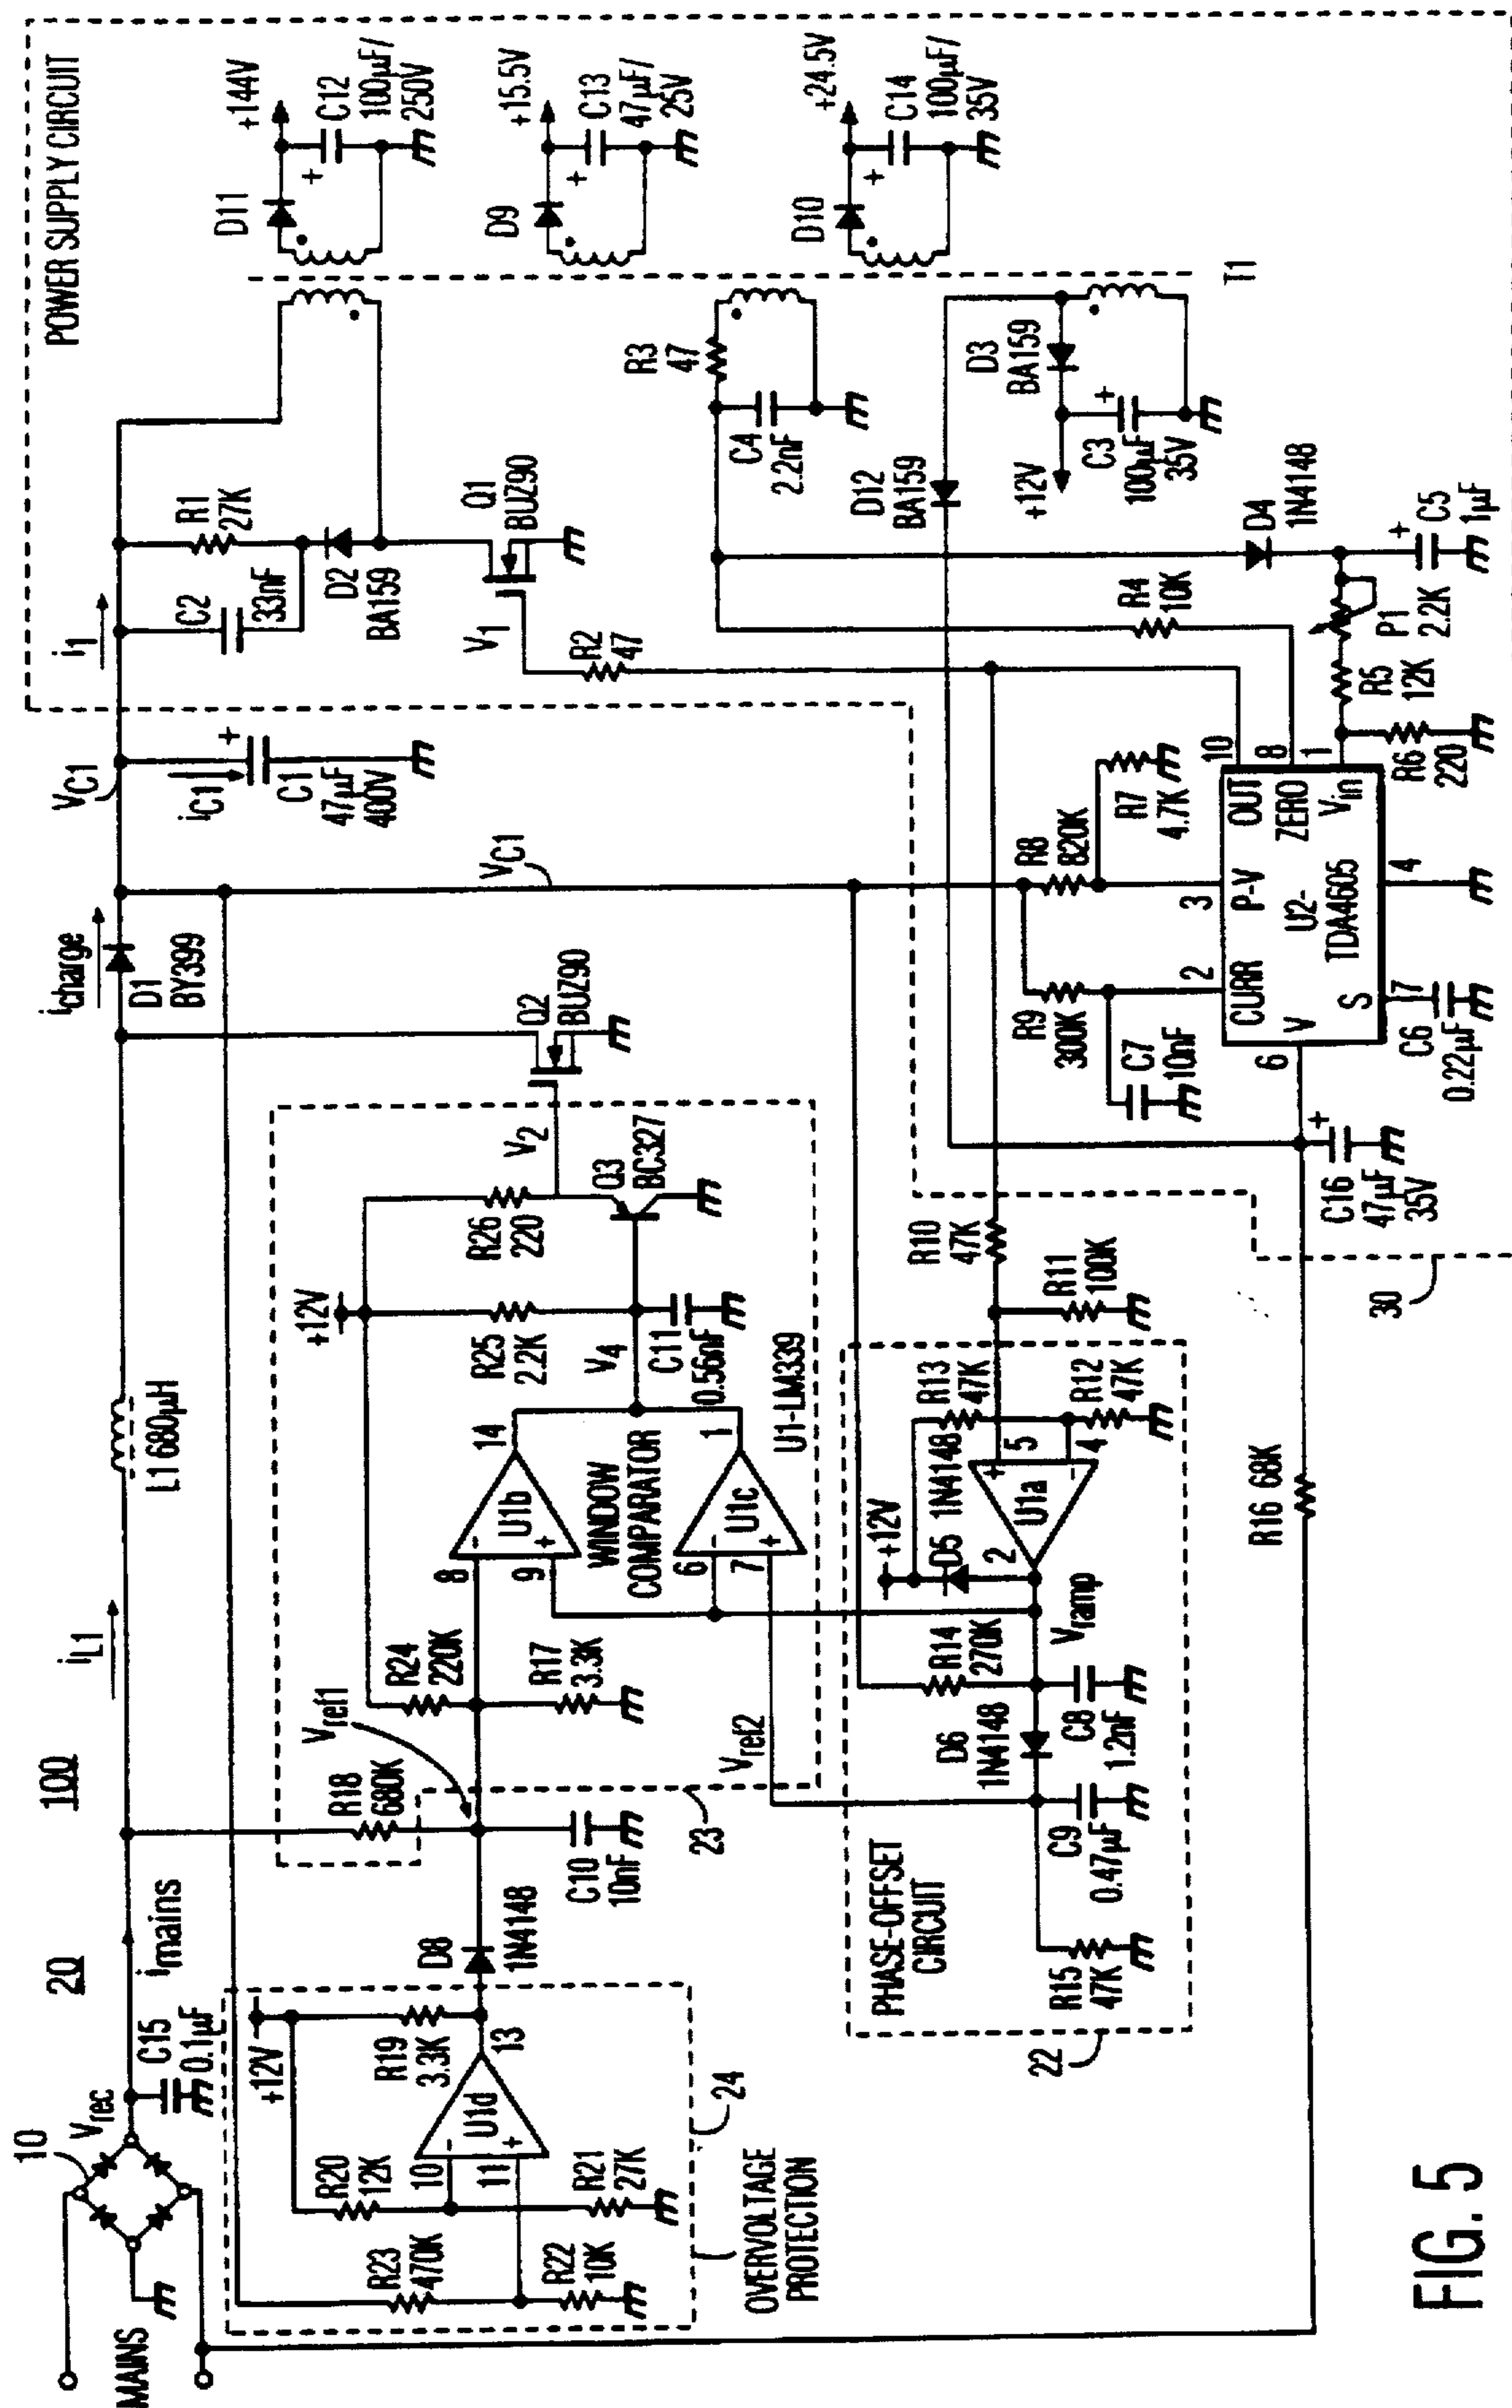 FIG. 5
MAINS
10
Vrec
C15
0.1µF
20
100
imains
iL1
L1 680µH
icharge
D1
BY399
VC1
iC1
+
C1
47µF
400V
i1
POWER SUPPLY CIRCUIT
C2
33nF
R1
27K
D2
BA159
Q1
BUZ90
V1
R2
47
D11
+144V
+
C12
100µF/
250V
D9
+15.5V
+
C13
47µF/
25V
D10
+24.5V
+
C14
100µF/
35V
T1
R3
47
C4
2.2nF
D12
BA159
D3
BA159
+12V
+
C3
100µF
35V
D4
1N4148
+
C5
1µF
R4
10K
P1
2.2K
R5
12K
R6
220
10
8
1
OUT
ZERO
Vin
P-V
U2-
TDA4605
CURR
V
S
3
2
6
7
4
C6
0.22µF
R7
4.7K
R8
820K
VC1
R9
300K
C7
10nF
+
C16
47µF
35V
30
R16 68K
Q2
BUZ90
V2
Q3
BC327
R26
220
+12V
R25
2.2K
V4
C11
0.56nF
U1-LM339
14
1
U1b
-
+
WINDOW
COMPARATOR
U1c
-
+
8
9
6
7
R24
220K
R17
3.3K
Vref1
Vref2
R18
680K
C10
10nF
23
D8
1N4148
+12V
R19
3.3K
13
U1d
-
+
10
11
R20
12K
R21
27K
R23
470K
R22
10K
24
OVERVOLTAGE
PROTECTION
R10
47K
R11
100K
R13
47K
R12
47K
+12V
D5
1N4148
5
4
+
-
U1a
2
Vramp
R14
270K
D6
1N4148
C8
1.2nF
C9
0.47µF
PHASE-OFFSET
CIRCUIT
R15
47K
22